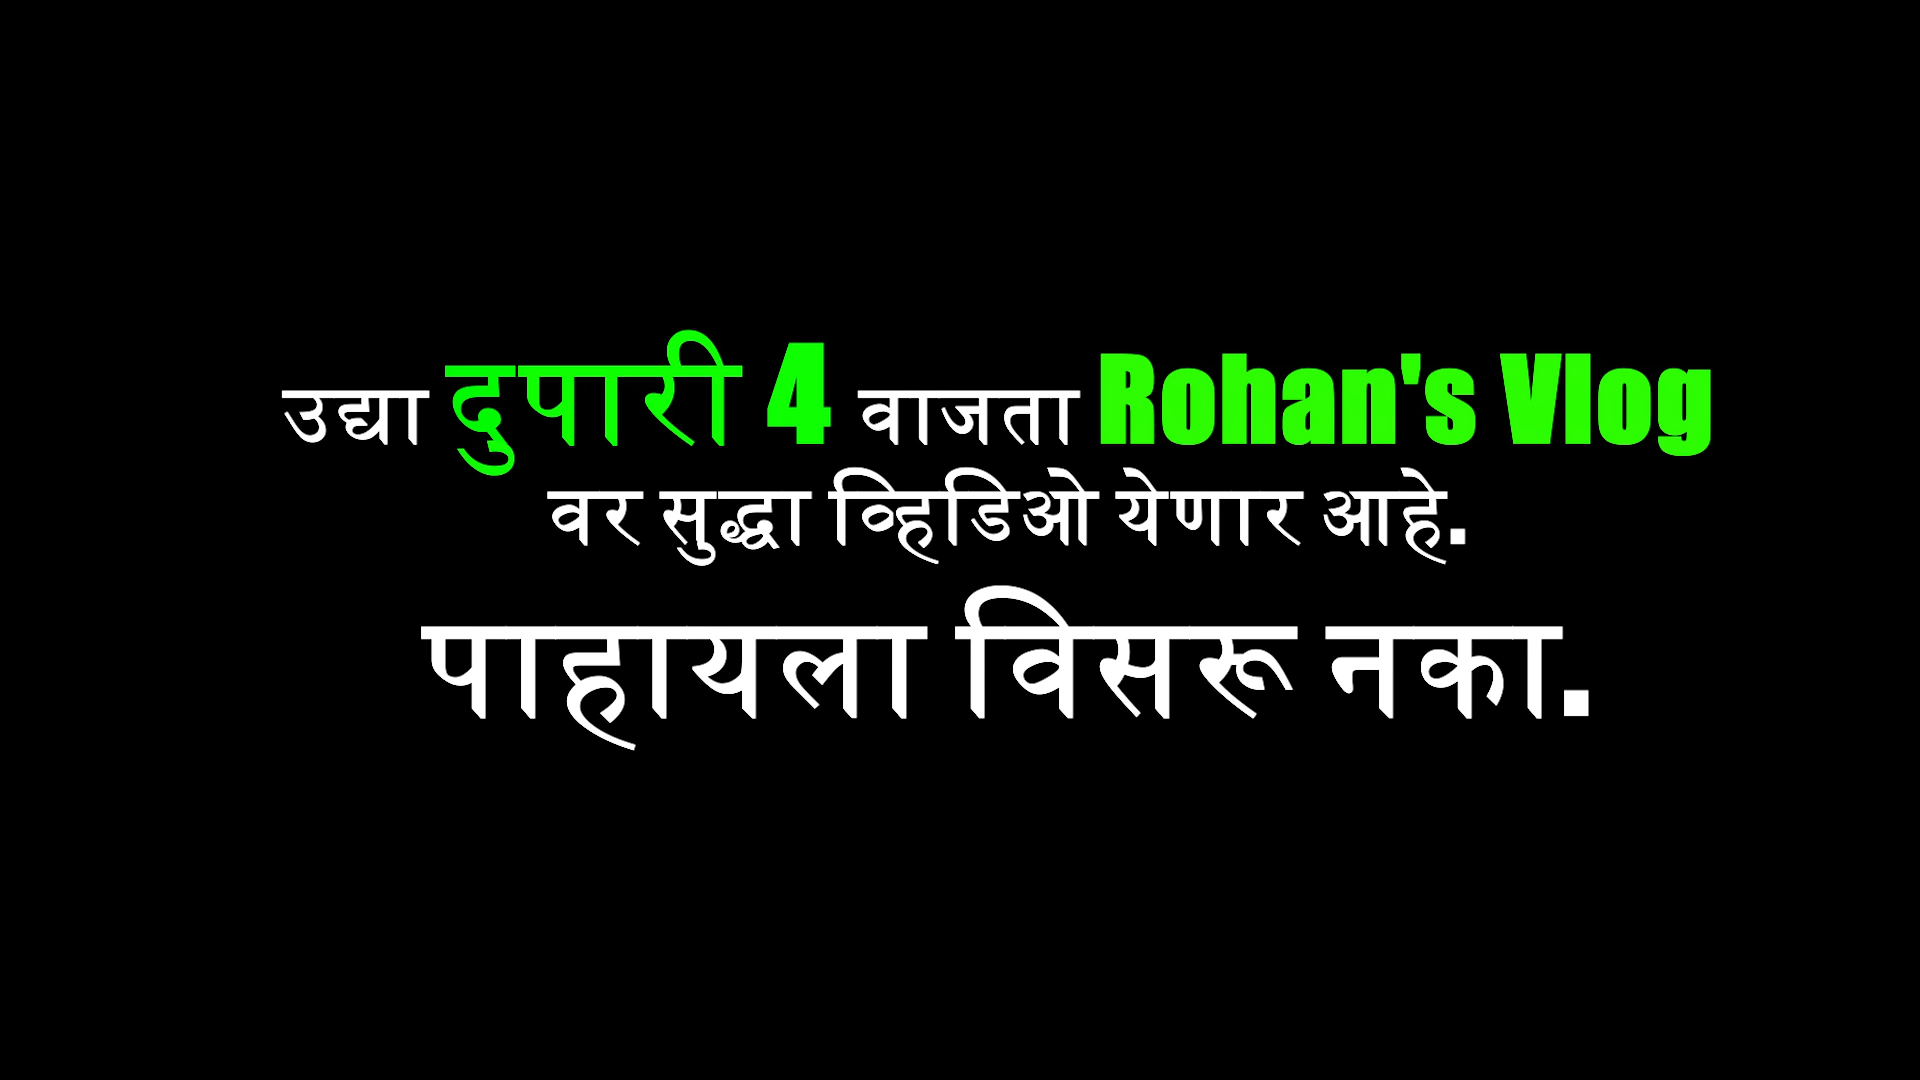 उद्या दुपारी 4 वाजता Rohan's Vlog
वर सुद्धा व्हिडिओ येणार आहे.
पाहायला विसरू नका.